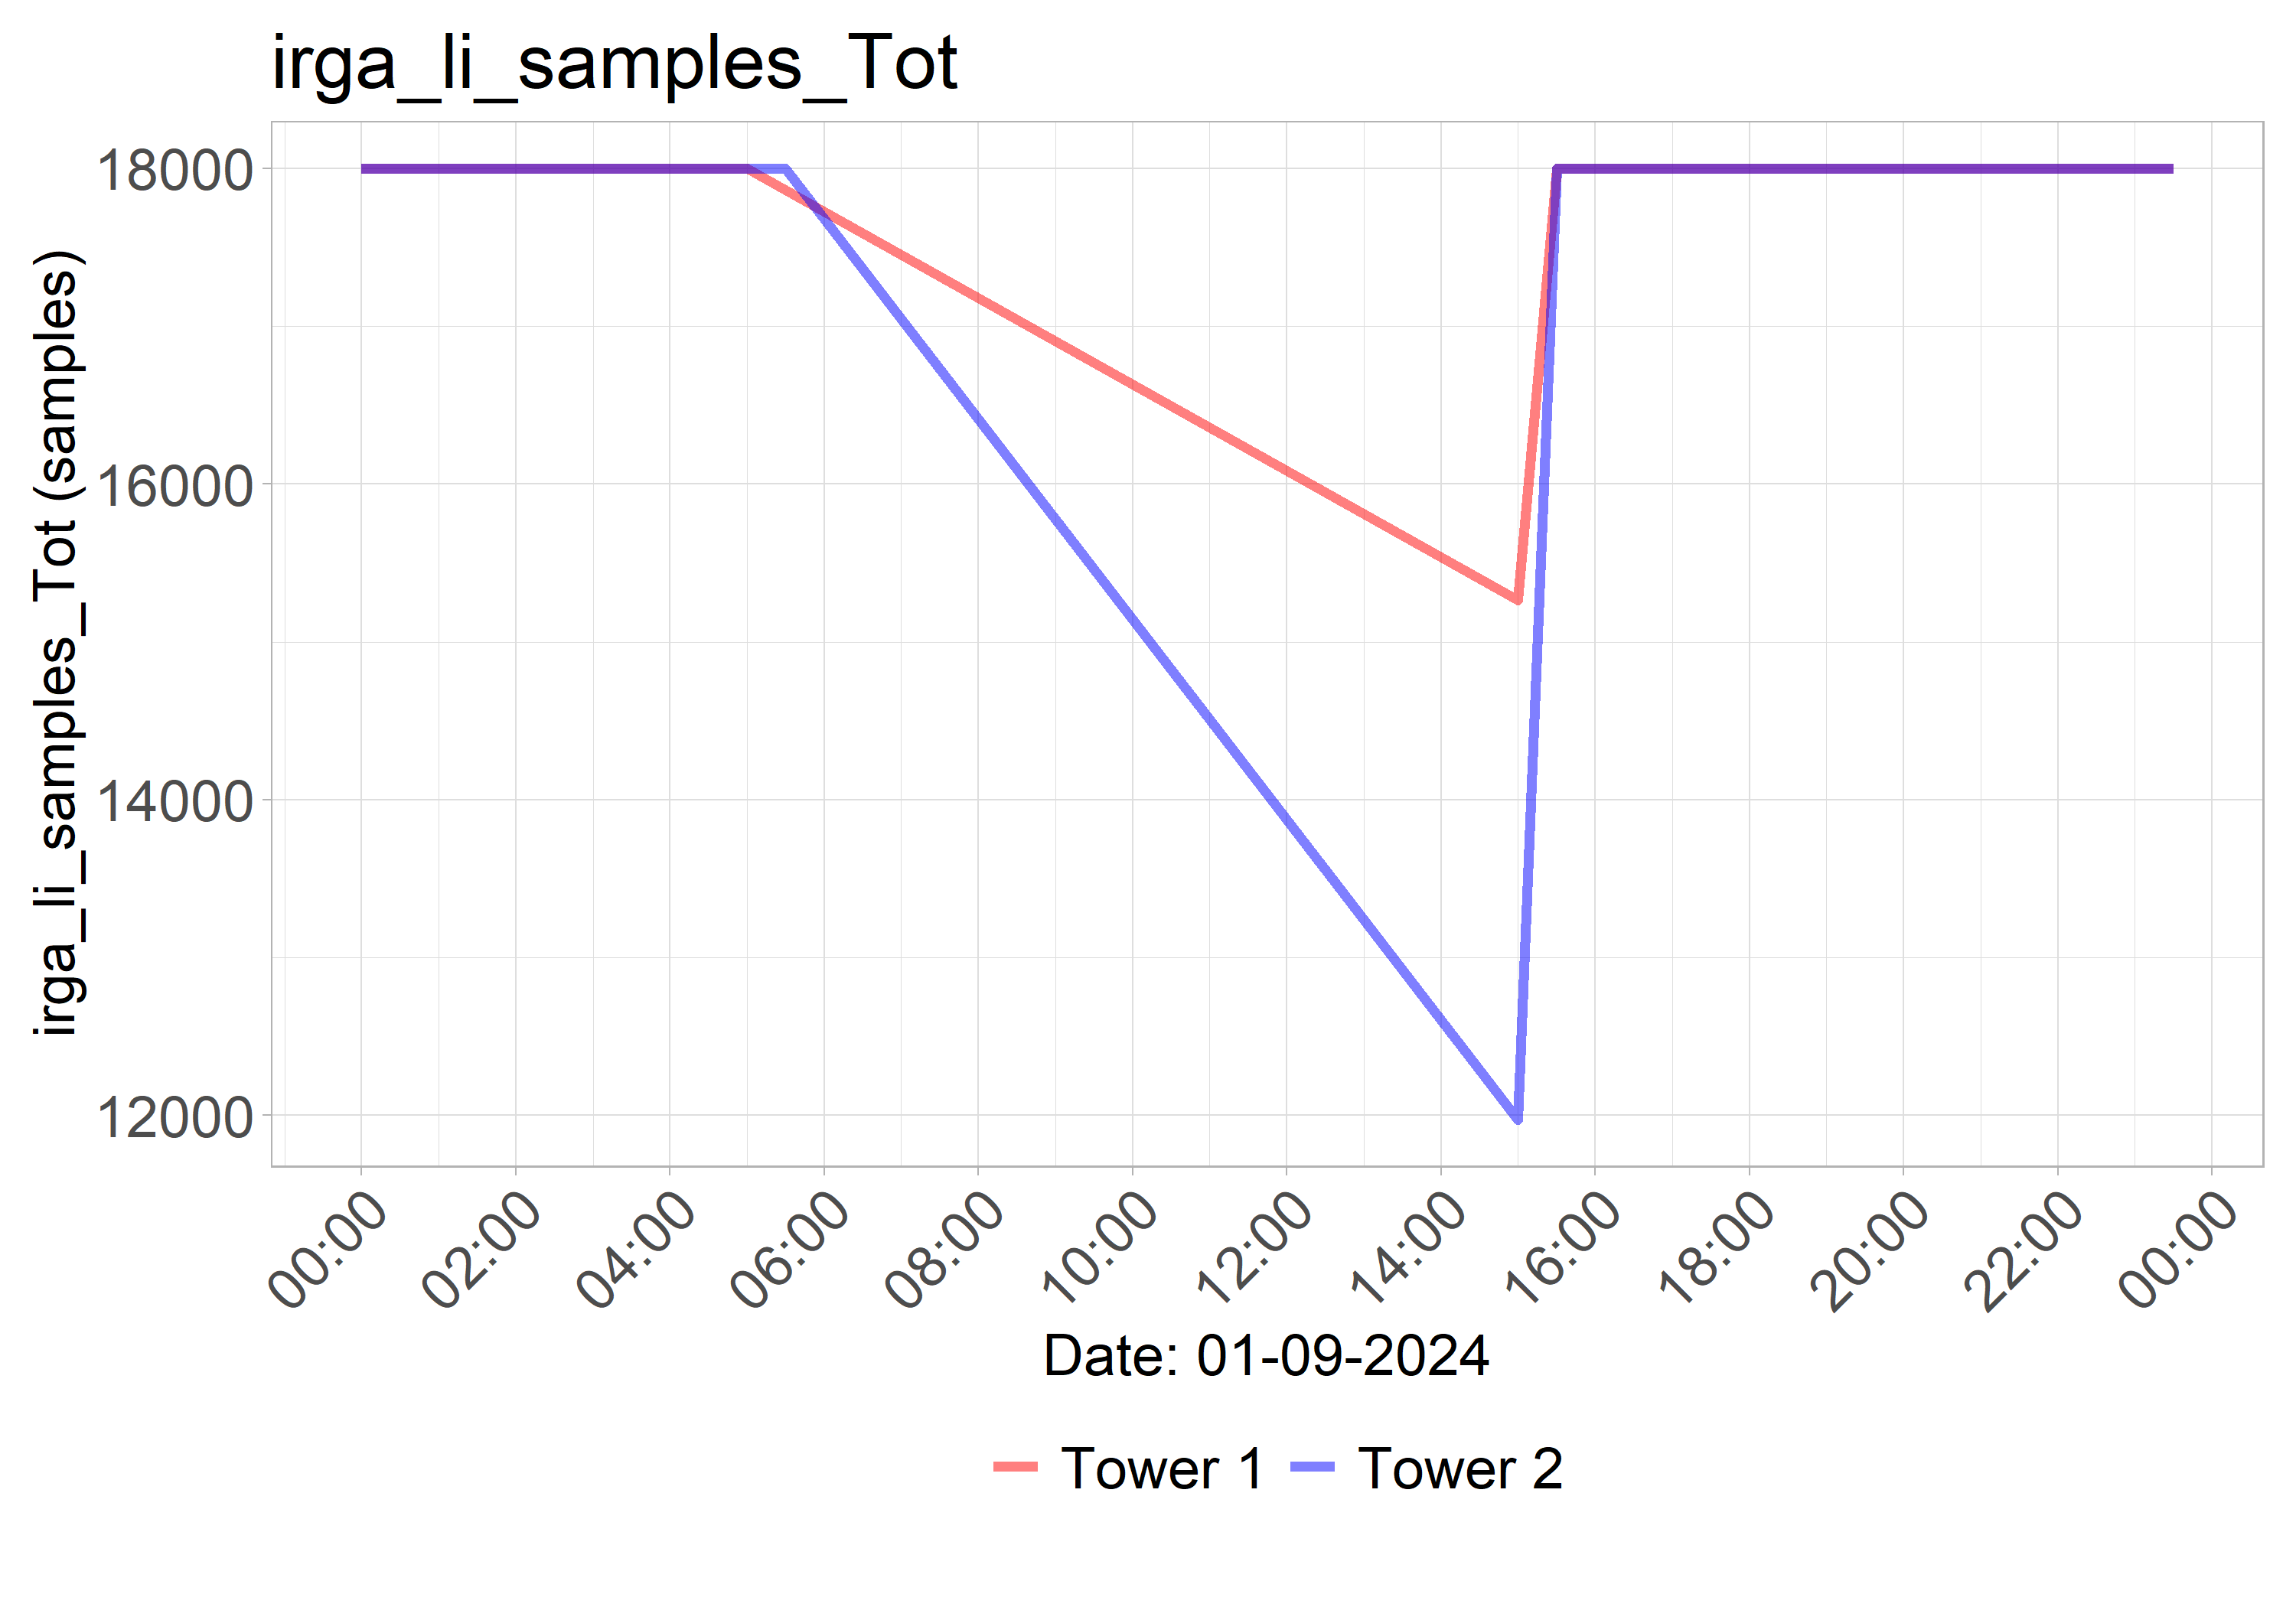 irga_li_samples_Tot
irga_li_samples_Tot (samples)
18000
16000
14000
12000
00:00 02:00 04:00 06:00 08:00 10:00 12:00 14:00 16:00 18:00 20:00 22:00 00:00
Date: 01-09-2024
Tower 1 Tower 2